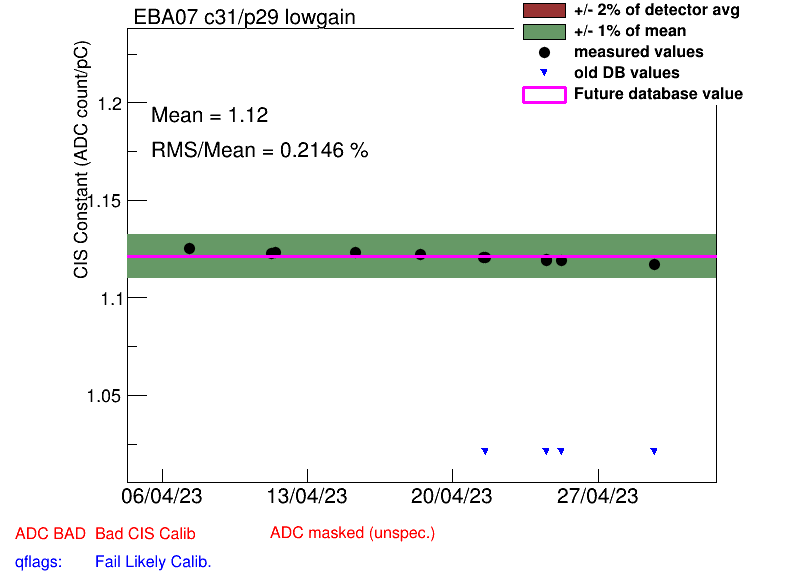 EBA07 c31/p29 lowgain
+/- 2% of detector avg
+/- 1% of mean
measured values
old DB values
Future database value
CIS Constant (ADC count/pC)
Mean = 1.12
RMS/Mean = 0.2146 %
1.2
1.15
1.1
1.05
06/04/23 13/04/23 20/04/23 27/04/23
ADC BAD Bad CIS Calib ADC masked (unspec.)
qflags: Fail Likely Calib.